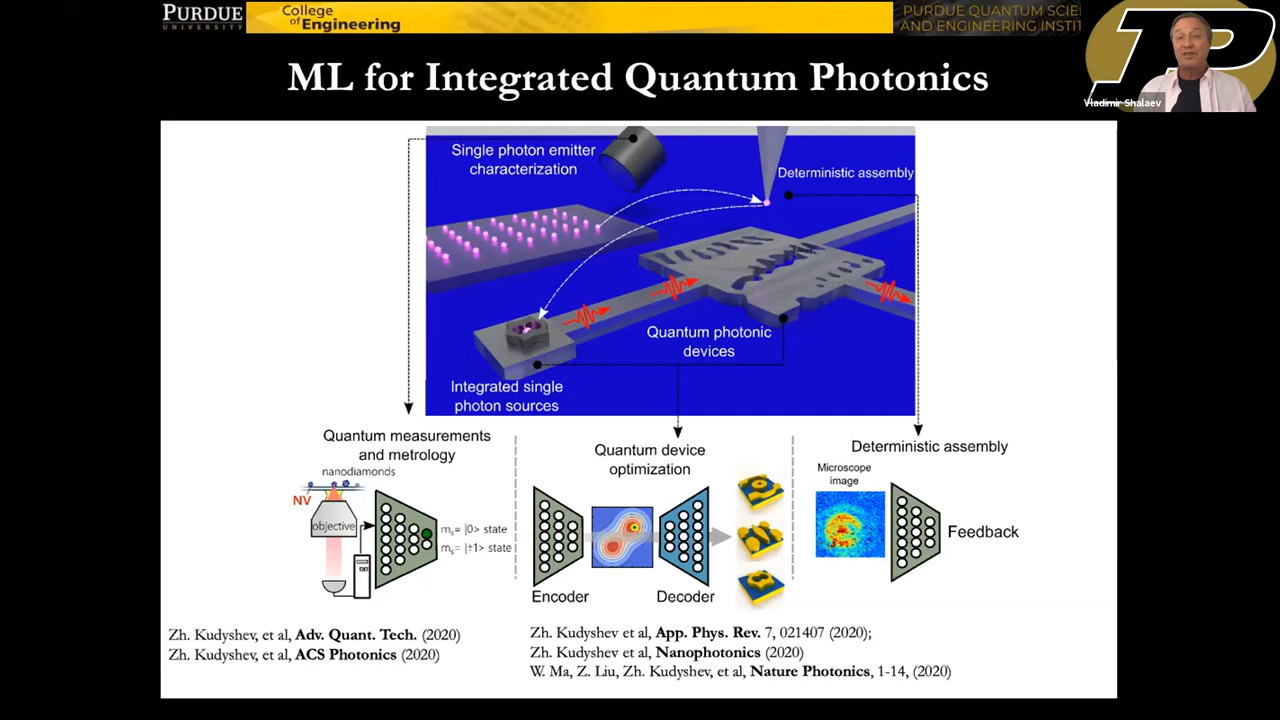 PURDUE
UNIVERSITY
College
of Engineering
PURDUE QUANTUM SCIE
AND ENGINEERING INSTIT
Vladimir Shalaev
ML for Integrated Quantum Photonics
Single photon emitter
characterization
Deterministic assembly
Quantum photonic
devices
Integrated single
photon sources
Quantum measurements
and metrology
nanodiamonds
NV
objective
mₛ= |0> state
mₛ= |±1> state
Quantum device
optimization
Encoder
Decoder
Deterministic assembly
Microscope
image
Feedback
Zh. Kudyshev, et al, Adv. Quant. Tech. (2020)
Zh. Kudyshev, et al, ACS Photonics (2020)
Zh. Kudyshev et al, App. Phys. Rev. 7, 021407 (2020);
Zh. Kudyshev et al, Nanophotonics (2020)
W. Ma, Z. Liu, Zh. Kudyshev, et al, Nature Photonics, 1-14, (2020)